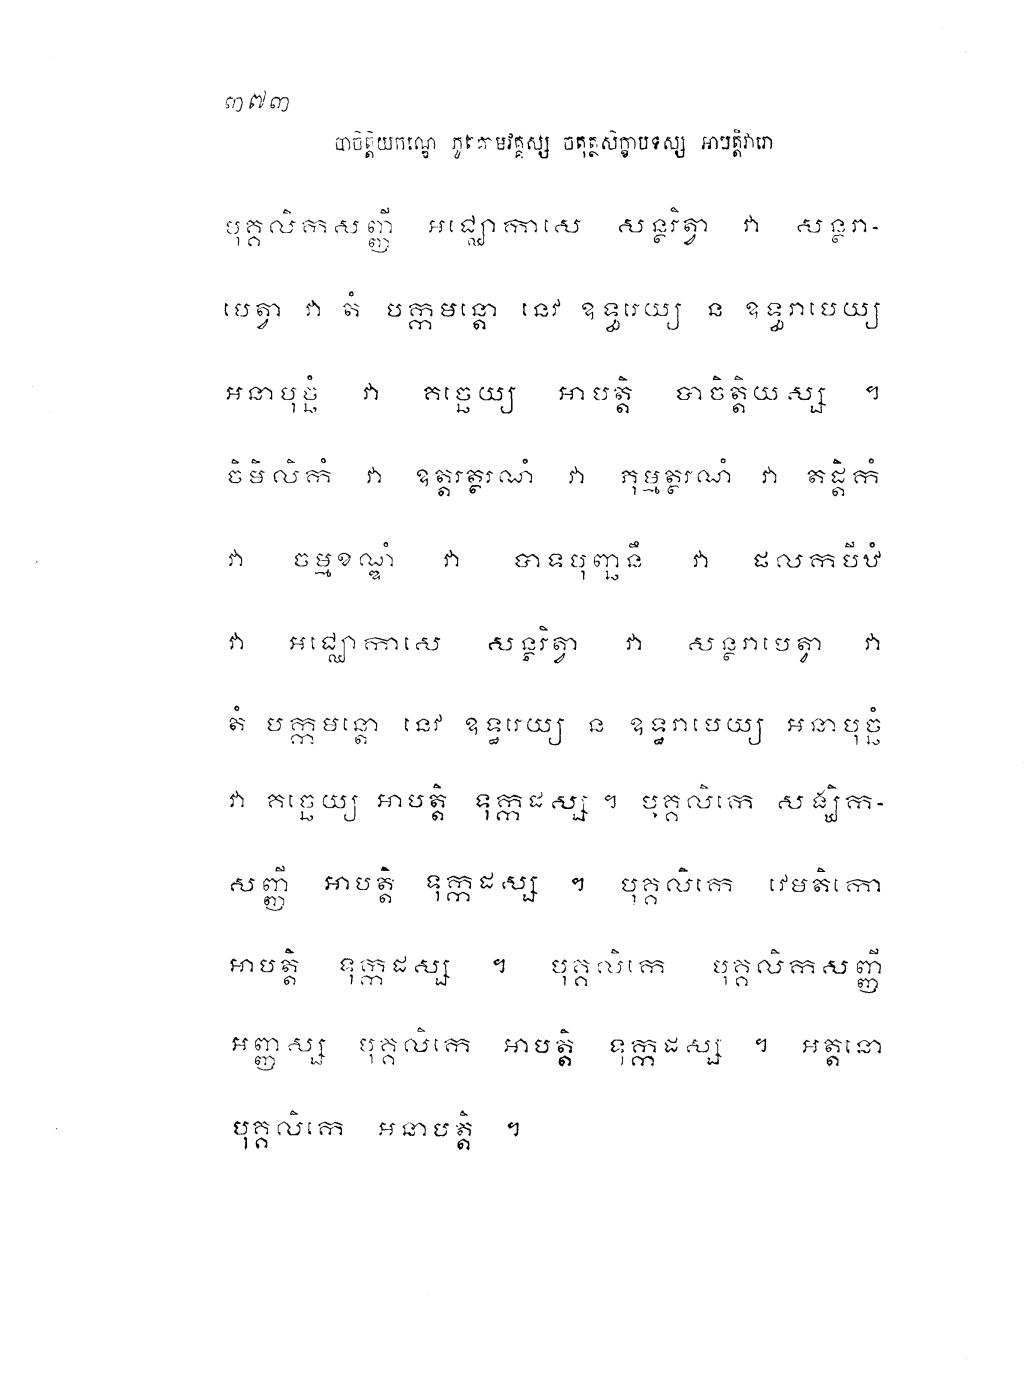 ៣៧៣
បាចិត្តិយកណ្ឌេ ភូតគាមវគ្គស្ស ចតុត្ថសិក្ខាបទស្ស អាបត្តិវារោ
បុគ្គលិកសញ្ញី អជ្ឈោកាសេ សន្ថរិត្វា វា សន្ថរា-
បេត្វា វា តំ បក្កមន្តោ នេវ ឧទ្ធរេយ្យ ន ឧទ្ធរាបេយ្យ
អនាបុច្ឆំ វា គច្ឆេយ្យ អាបត្តិ បាចិត្តិយស្ស ។
ចិមិលិកំ វា ឧត្តរត្ថរណំ វា ភុម្មត្ថរណំ វា តដ្ដិកំ
វា ចម្មខណ្ឌំ វា បាទបុញ្ឆនឹ វា ផលកបីឋំ
វា អជ្ឈោកាសេ សន្ថរិត្វា វា សន្ថរាបេត្វា វា
តំ បក្កមន្តោ នេវ ឧទ្ធរេយ្យ ន ឧទ្ធរាបេយ្យ អនាបុច្ឆំ
វា គច្ឆេយ្យ អាបត្តិ ទុក្កដស្ស ។ បុគ្គលិកេ សង្ឃិក-
សញ្ញី អាបត្តិ ទុក្កដស្ស ។ បុគ្គលិកេ វេមតិកោ
អាបត្តិ ទុក្កដស្ស ។ បុគ្គលិកេ បុគ្គលិកសញ្ញី
អញ្ញស្ស បុគ្គលិកេ អាបត្តិ ទុក្កដស្ស ។ អត្តនោ
បុគ្គលិកេ អនាបត្តិ ។